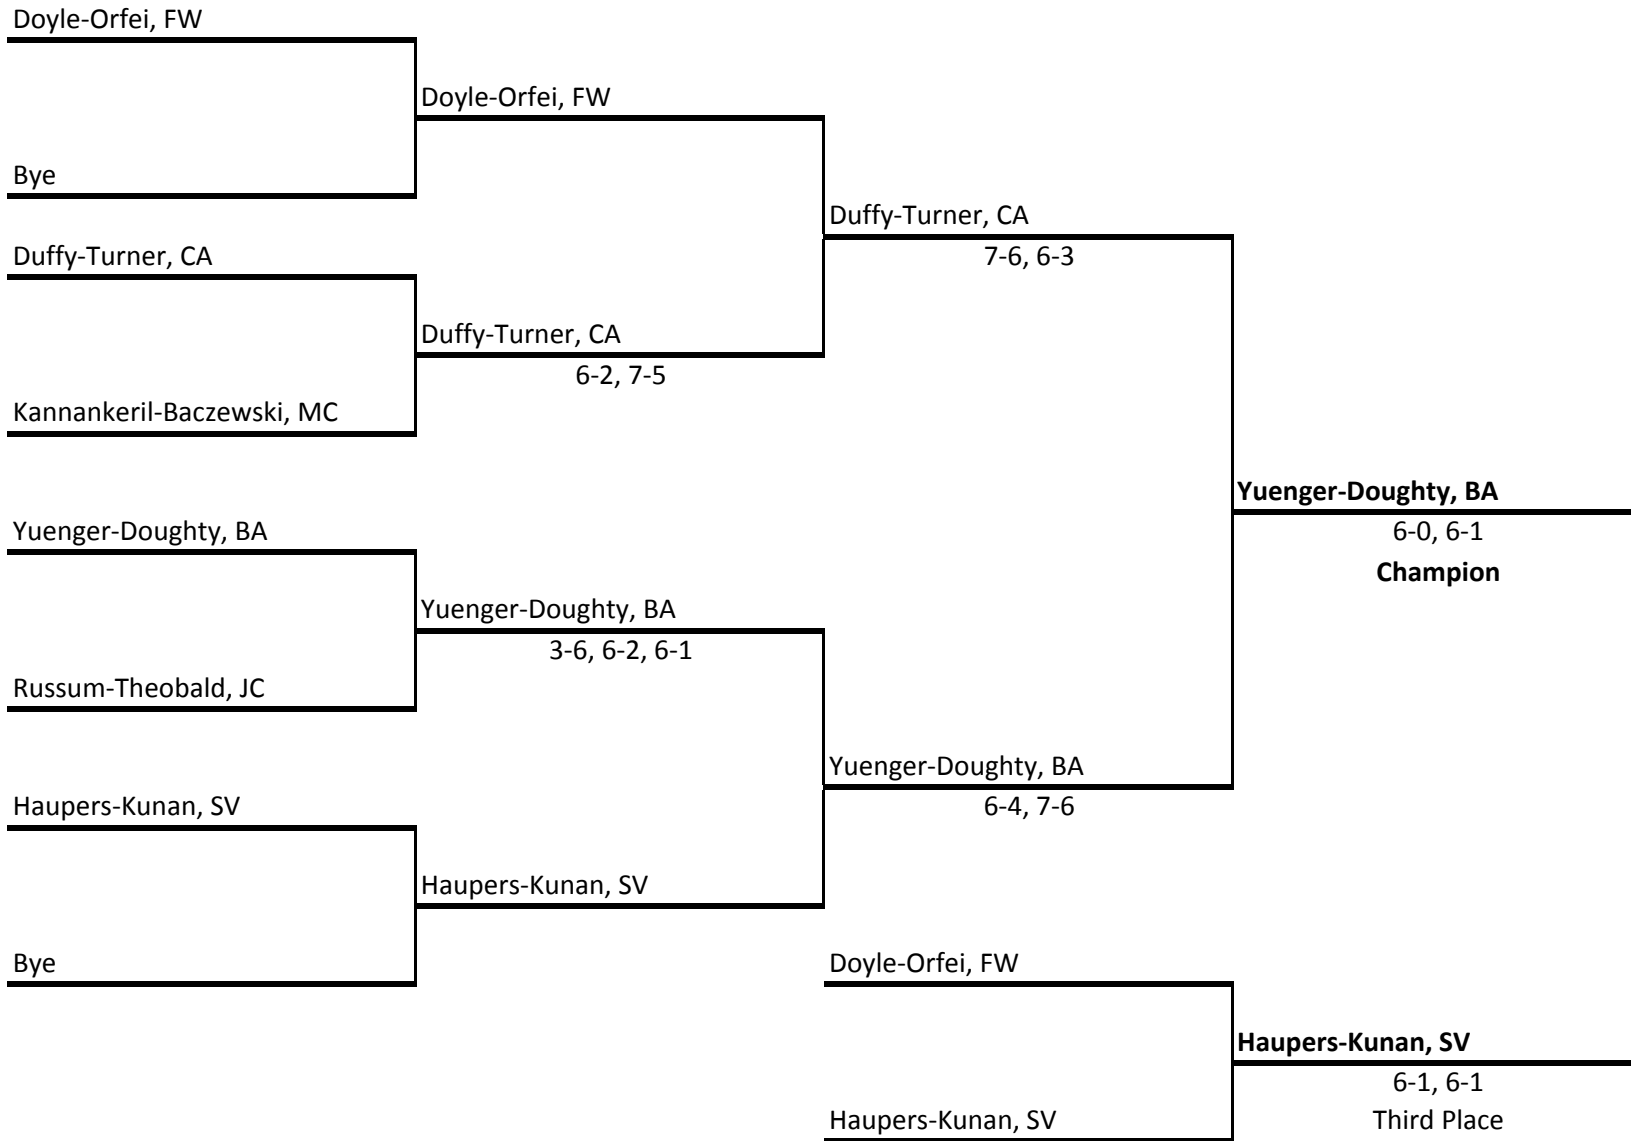 Doyle-Orfei, FW
Doyle-Orfei, FW
Bye
Duffy-Turner, CA
7-6, 6-3
Duffy-Turner, CA
Duffy-Turner, CA
6-2, 7-5
Kannankeril-Baczewski, MC
Yuenger-Doughty, BA
6-0, 6-1
Champion
Yuenger-Doughty, BA
Yuenger-Doughty, BA
3-6, 6-2, 6-1
Russum-Theobald, JC
Yuenger-Doughty, BA
6-4, 7-6
Haupers-Kunan, SV
Haupers-Kunan, SV
Bye
Doyle-Orfei, FW
Haupers-Kunan, SV
6-1, 6-1
Third Place
Haupers-Kunan, SV